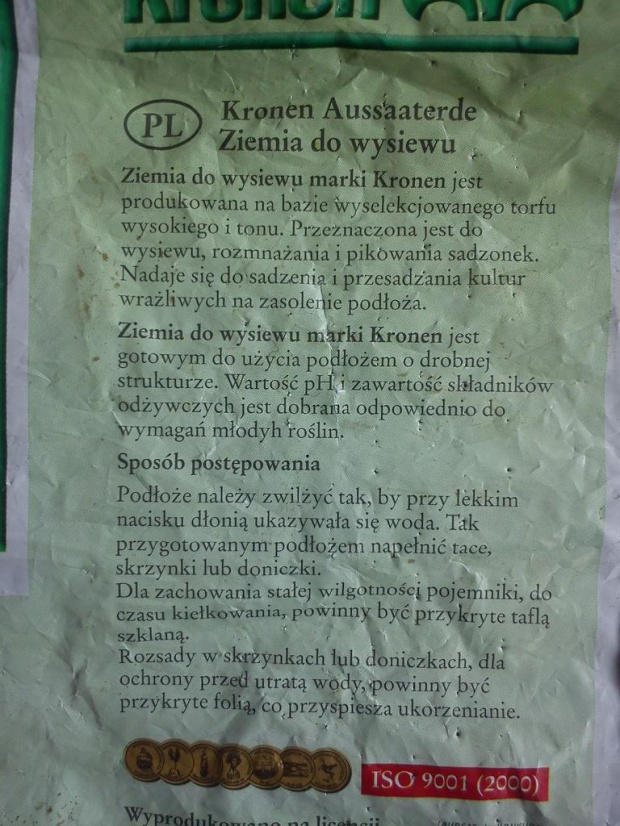 Kronen
PL
Kronen Aussaaterde
Ziemia do wysiewu
Ziemia do wysiewu marki Kronen jest
produkowana na bazie wyselekcjowanego torfu
wysokiego i tonu. Przeznaczona jest do
wysiewu, rozmnażania i pikowania sadzonek.
Nadaje się do sadzenia i przesadzania kultur
wrażliwych na zasolenie podłoża.
Ziemia do wysiewu marki Kronen jest
gotowym do użycia podłożem o drobnej
strukturze. Wartość pH i zawartość składników
odżywczych jest dobrana odpowiednio do
wymagań młodyh roślin.
Sposób postępowania
Podłoże należy zwilżyć tak, by przy lekkim
nacisku dłonią ukazywała się woda. Tak
przygotowanym podłożem napełnić tace,
skrzynki lub doniczki.
Dla zachowania stałej wilgotności pojemniki, do
czasu kiełkowania, powinny być przykryte taflą
szklaną.
Rozsady w skrzynkach lub doniczkach, dla
ochrony przed utratą wody, powinny być
przykryte folią, co przyspiesza ukorzenianie.
ISO 9001 (2000)
Wyprodukowano na licencji